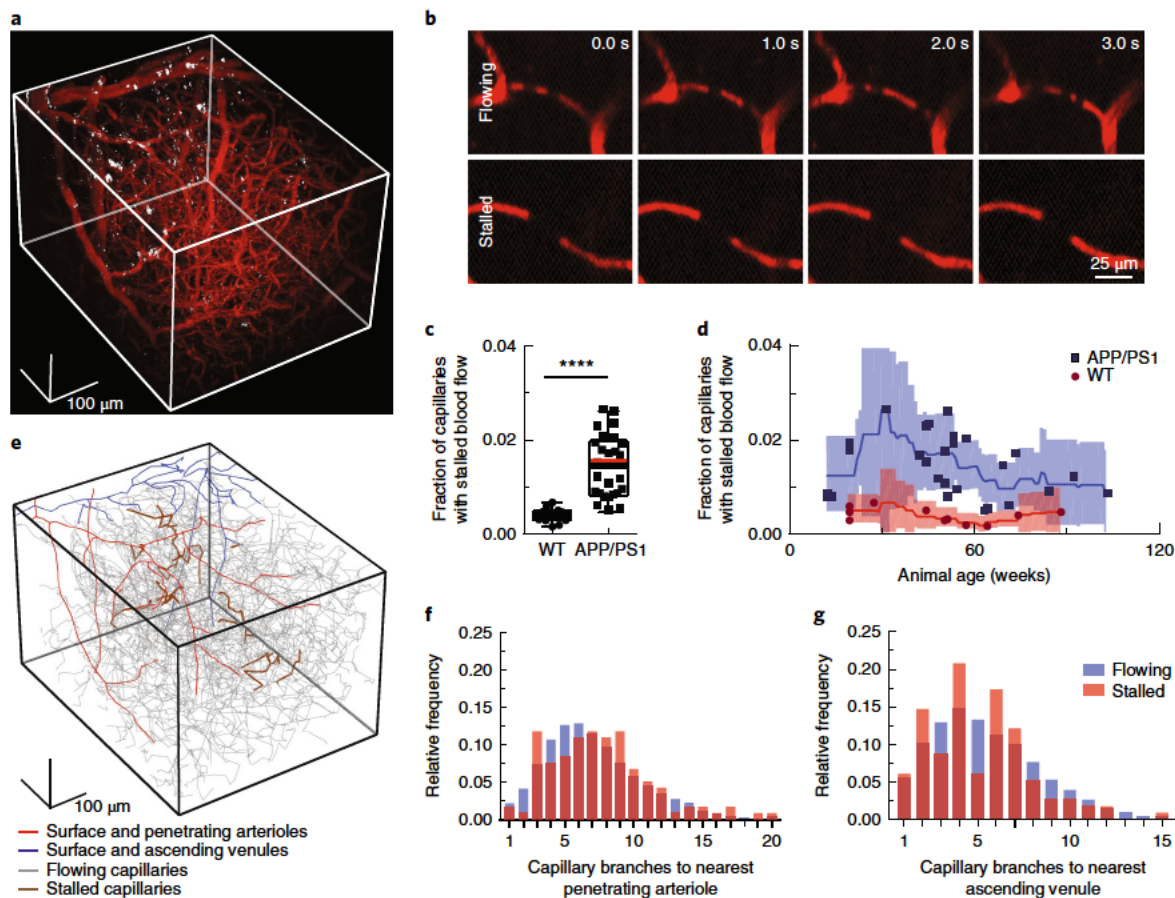 a
100 µm
b
0.0 s
1.0 s
2.0 s
3.0 s
Flowing
Stalled
25 µm
c
Fraction of capillaries
with stalled blood flow
0.04
0.02
0.00
****
WT APP/PS1
d
Fraction of capillaries
with stalled blood flow
0.04
0.02
0.00
APP/PS1
WT
0 60 120
Animal age (weeks)
e
100 µm
Surface and penetrating arterioles
Surface and ascending venules
Flowing capillaries
Stalled capillaries
f
Relative frequency
0.25
0.20
0.15
0.10
0.05
0.00
1 5 10 15 20
Capillary branches to nearest
penetrating arteriole
g
Relative frequency
0.25
0.20
0.15
0.10
0.05
0.00
Flowing
Stalled
1 5 10 15
Capillary branches to nearest
ascending venule